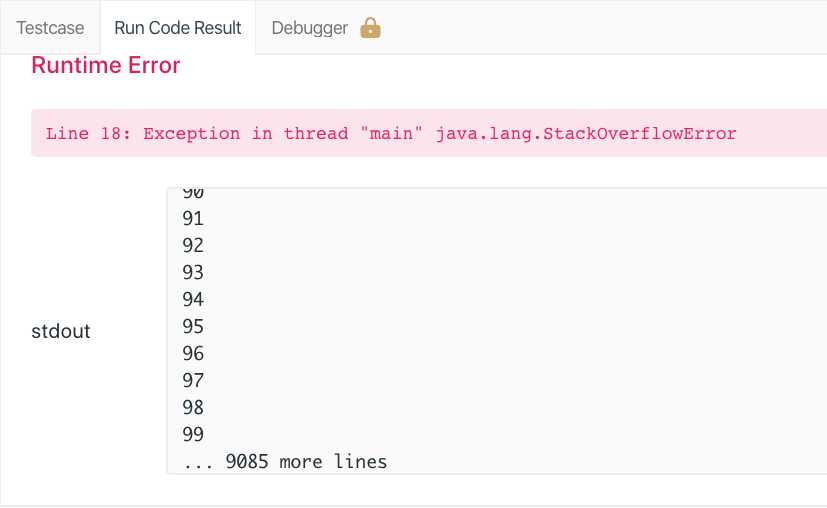 Testcase
Run Code Result
Debugger
Runtime Error
Line 18: Exception in thread "main" java.lang.StackOverflowError
stdout
90
91
92
93
94
95
96
97
98
99
... 9085 more lines